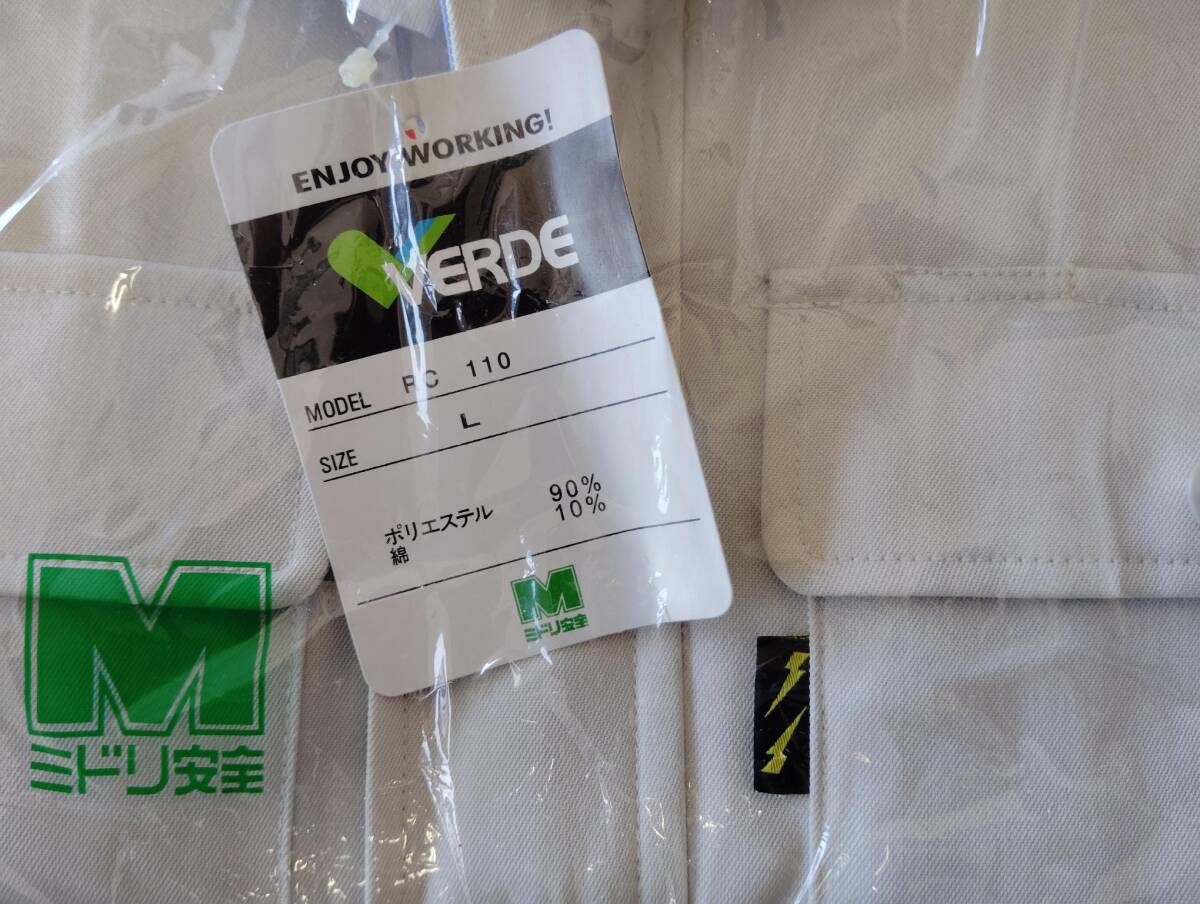 ENJOY WORKING!
VERDE
MODEL RC 110
SIZE L
ポリエステル 90%
綿 10%
M
ミドリ安全
M
ミドリ安全